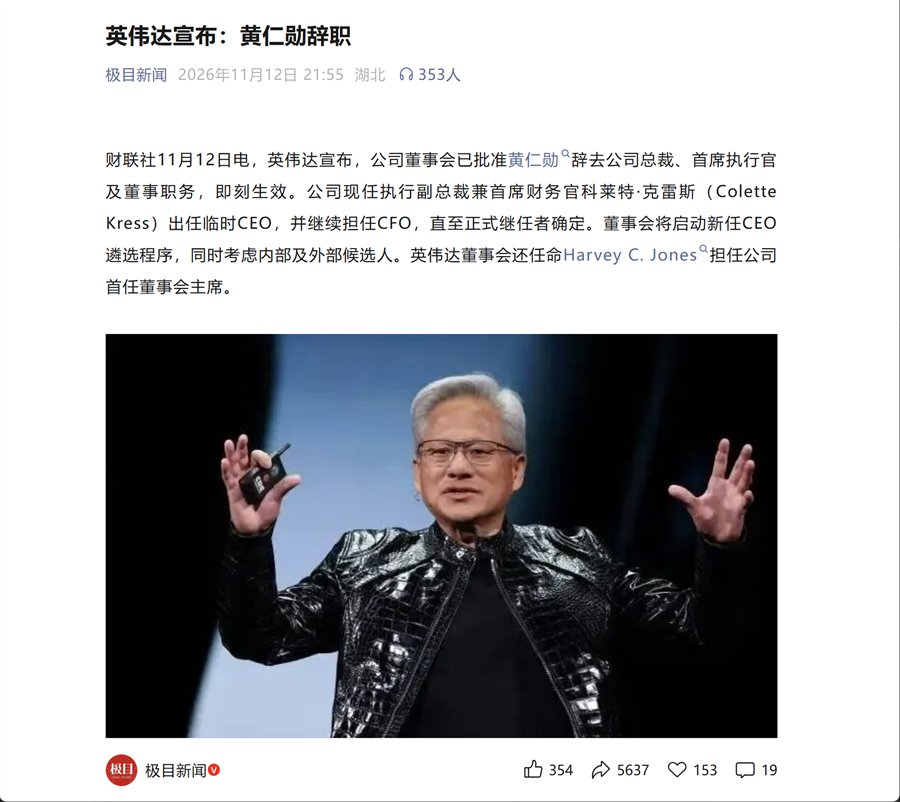 英伟达宣布：黄仁勋辞职
极目新闻 2026年11月12日 21:55 湖北 353人
财联社11月12日电，英伟达宣布，公司董事会已批准黄仁勋辞去公司总裁、首席执行官
及董事职务，即刻生效。公司现任执行副总裁兼首席财务官科莱特·克雷斯（Colette
Kress）出任临时CEO，并继续担任CFO，直至正式继任者确定。董事会将启动新任CEO
遴选程序，同时考虑内部及外部候选人。英伟达董事会还任命Harvey C. Jones担任公司
首任董事会主席。
极目
极目新闻
354 5637 153 19